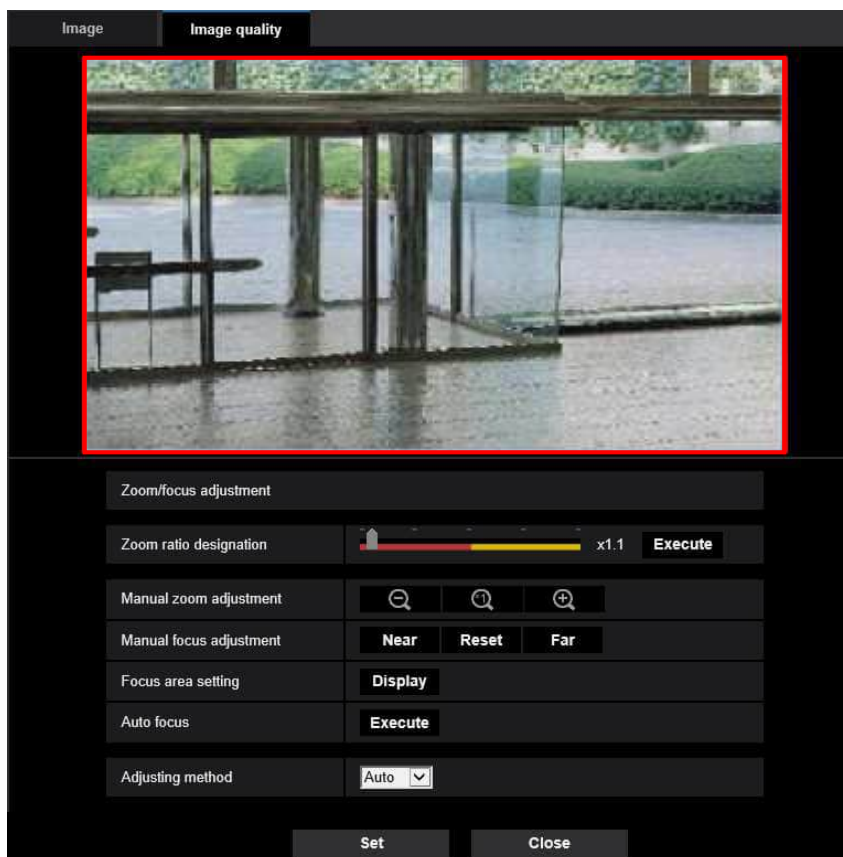 Image Image quality
Zoom/focus adjustment
Zoom ratio designation x1.1 Execute
Manual zoom adjustment ×1
Manual focus adjustment Near Reset Far
Focus area setting Display
Auto focus Execute
Adjusting method Auto
Set Close